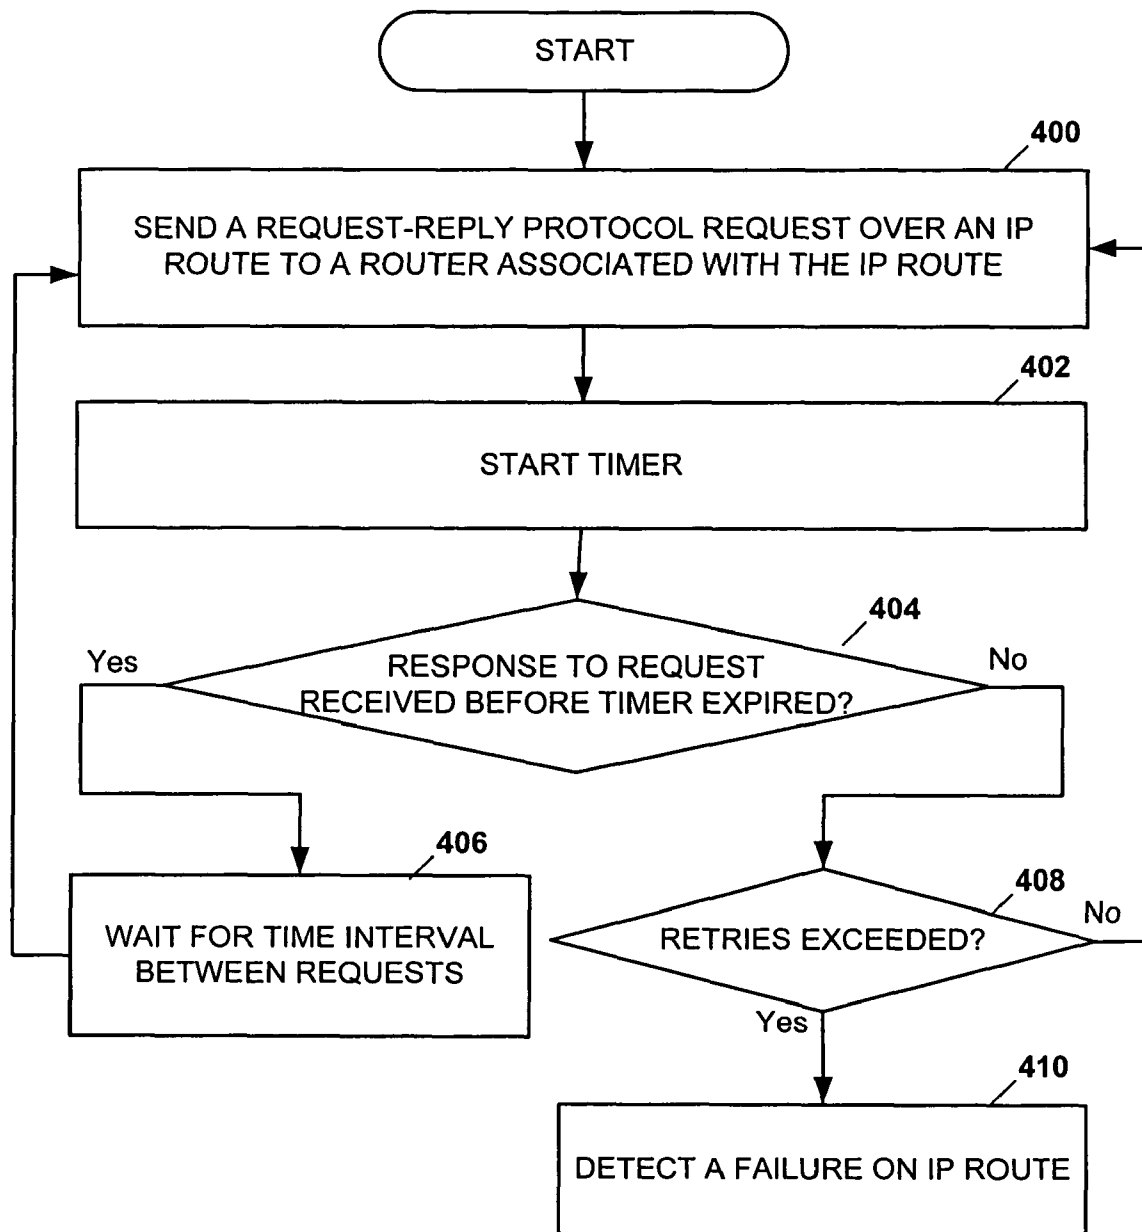 START
400
SEND A REQUEST-REPLY PROTOCOL REQUEST OVER AN IP
ROUTE TO A ROUTER ASSOCIATED WITH THE IP ROUTE
402
START TIMER
404
Yes
RESPONSE TO REQUEST
RECEIVED BEFORE TIMER EXPIRED?
No
406
WAIT FOR TIME INTERVAL
BETWEEN REQUESTS
408
RETRIES EXCEEDED?
No
Yes
410
DETECT A FAILURE ON IP ROUTE